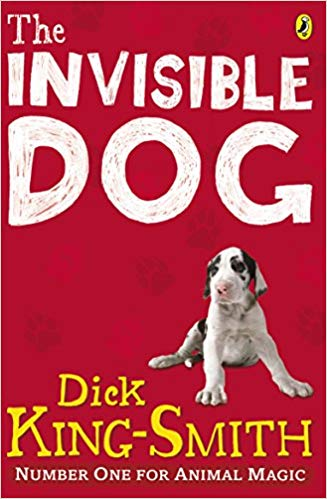 The
INVISIBLE
DOG
Dick
KING-SMITH
NUMBER ONE FOR ANIMAL MAGIC